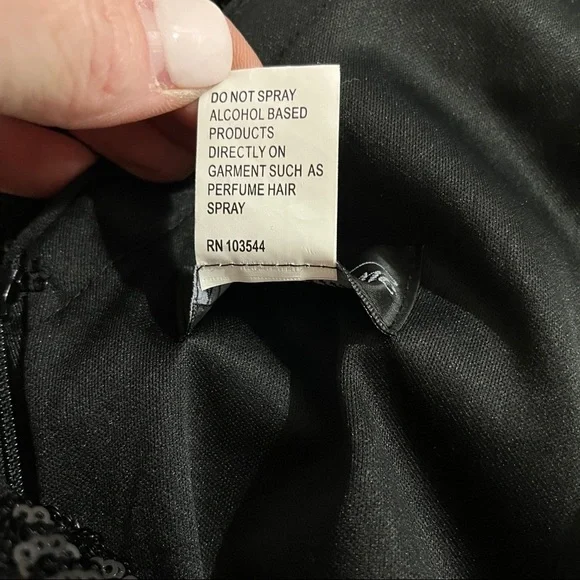 DO NOT SPRAY
ALCOHOL BASED
PRODUCTS
DIRECTLY ON
GARMENT SUCH AS
PERFUME HAIR
SPRAY
RN 103544